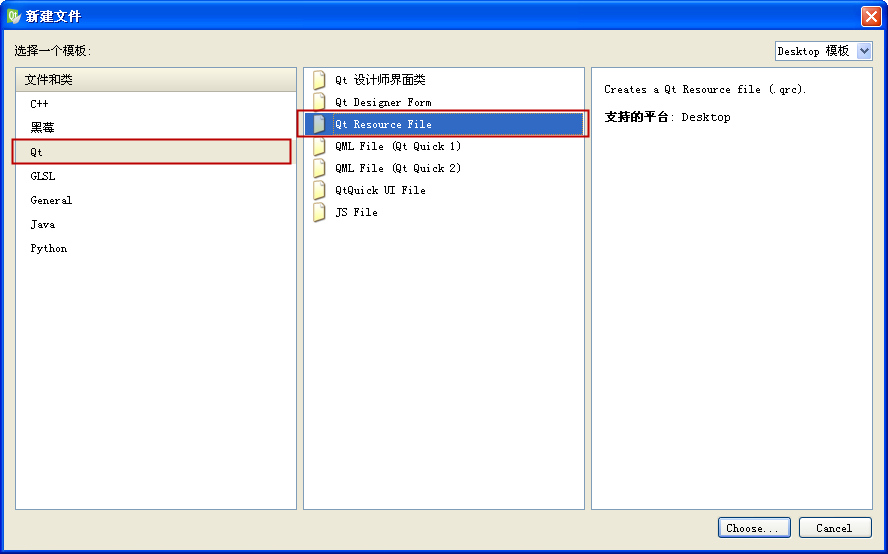 新建文件
选择一个模板:
Desktop 模板
文件和类
C++
黑莓
Qt
GLSL
General
Java
Python
Qt 设计师界面类
Qt Designer Form
Qt Resource File
QML File (Qt Quick 1)
QML File (Qt Quick 2)
QtQuick UI File
JS File
Creates a Qt Resource file (.qrc).
支持的平台: Desktop
Choose...
Cancel